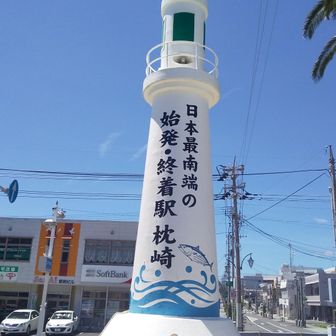 日本最南端の
始発・終着駅 枕崎
SoftBank